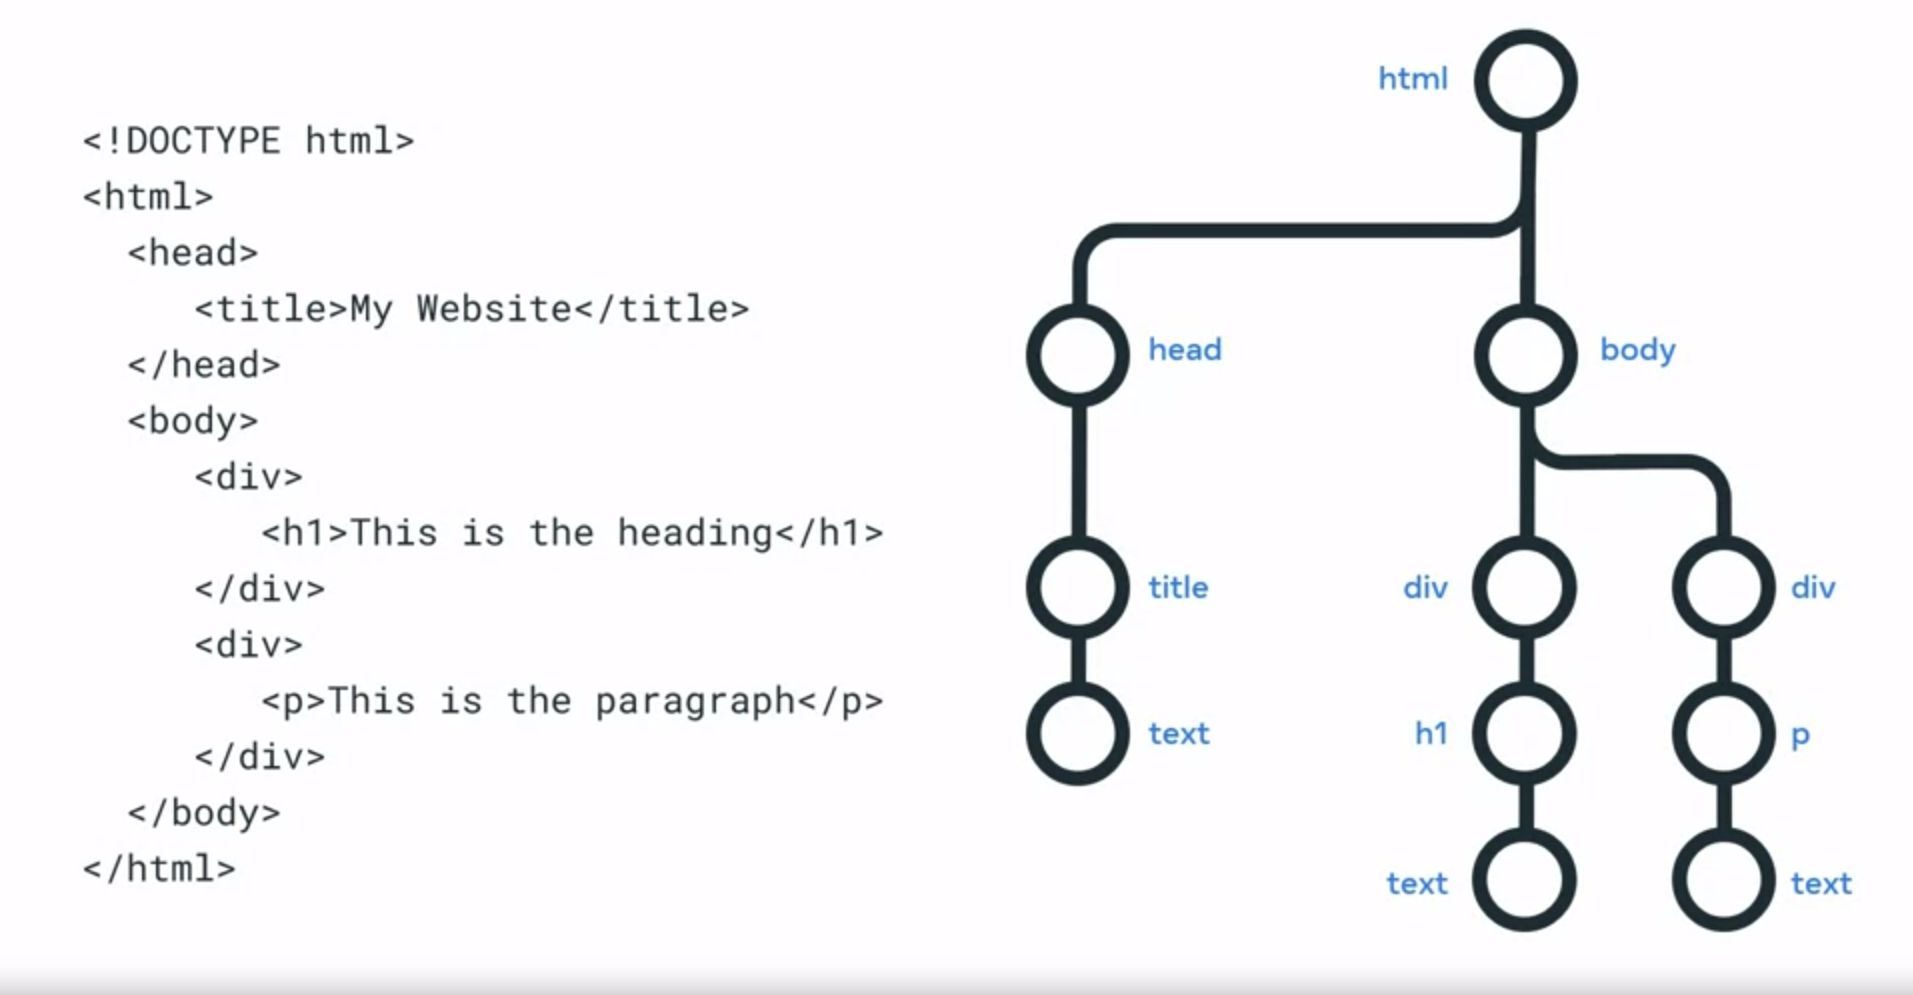 <!DOCTYPE html>
<html>
<head>
<title>My Website</title>
</head>
<body>
<div>
<h1>This is the heading</h1>
</div>
<div>
<p>This is the paragraph</p>
</div>
</body>
</html>
html
head
body
title
div
div
text
h1
p
text
text